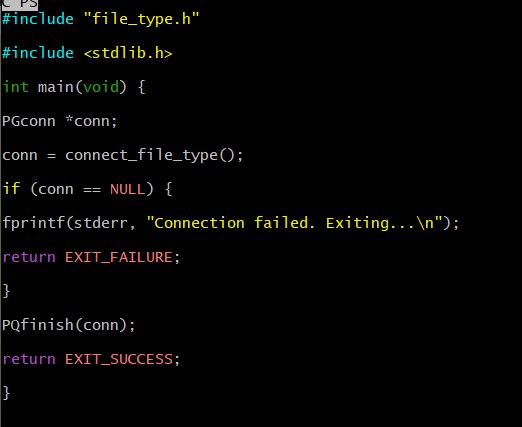 C PS
#include "file_type.h"
#include <stdlib.h>
int main(void) {
PGconn *conn;
conn = connect_file_type();
if (conn == NULL) {
fprintf(stderr, "Connection failed. Exiting...\n");
return EXIT_FAILURE;
}
PQfinish(conn);
return EXIT_SUCCESS;
}